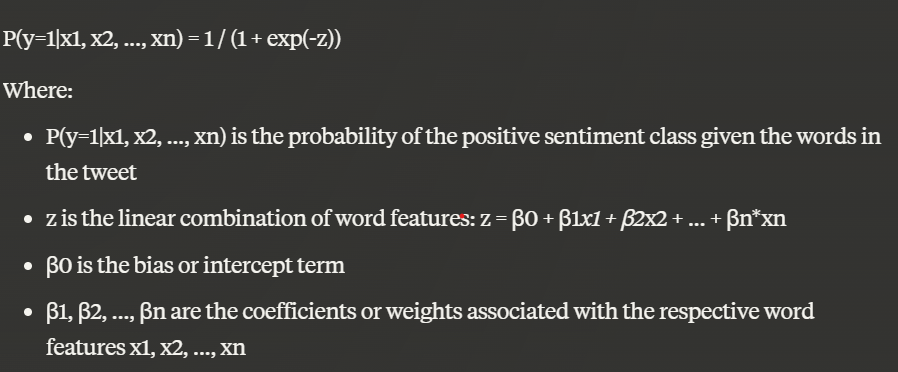 P(y=1|x1, x2, ..., xn) = 1 / (1 + exp(-z))
Where:
• P(y=1|x1, x2, ..., xn) is the probability of the positive sentiment class given the words in
the tweet
• z is the linear combination of word features: z = β0 + β1x1 + β2x2 + ... + βn*xn
• β0 is the bias or intercept term
• β1, β2, ..., βn are the coefficients or weights associated with the respective word
features x1, x2, ..., xn